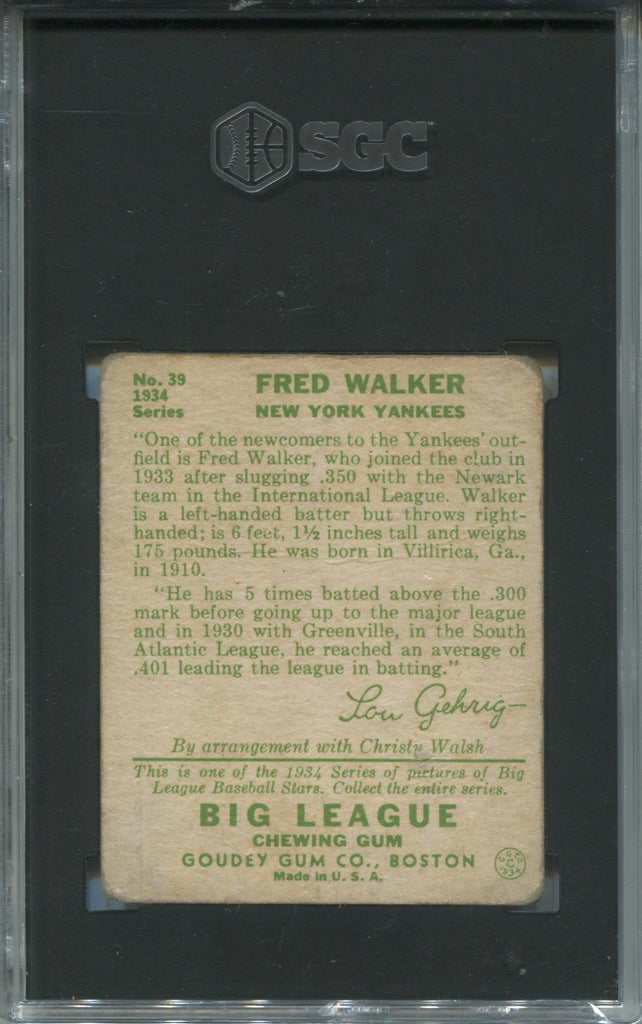 SGC
No. 39
1934
Series
FRED WALKER
NEW YORK YANKEES
"One of the newcomers to the Yankees' out-
field is Fred Walker, who joined the club in
1933 after slugging .350 with the Newark
team in the International League. Walker
is a left-handed batter but throws right-
handed; is 6 feet, 1½ inches tall and weighs
175 pounds. He was born in Villirica, Ga.,
in 1910.
"He has 5 times batted above the .300
mark before going up to the major league
and in 1930 with Greenville, in the South
Atlantic League, he reached an average of
.401 leading the league in batting."
Lou Gehrig
By arrangement with Christy Walsh
This is one of the 1934 Series of pictures of Big
League Baseball Stars. Collect the entire series.
BIG LEAGUE
CHEWING GUM
GOUDEY GUM CO., BOSTON
Made in U. S. A.
G. G. CO.
C
1934